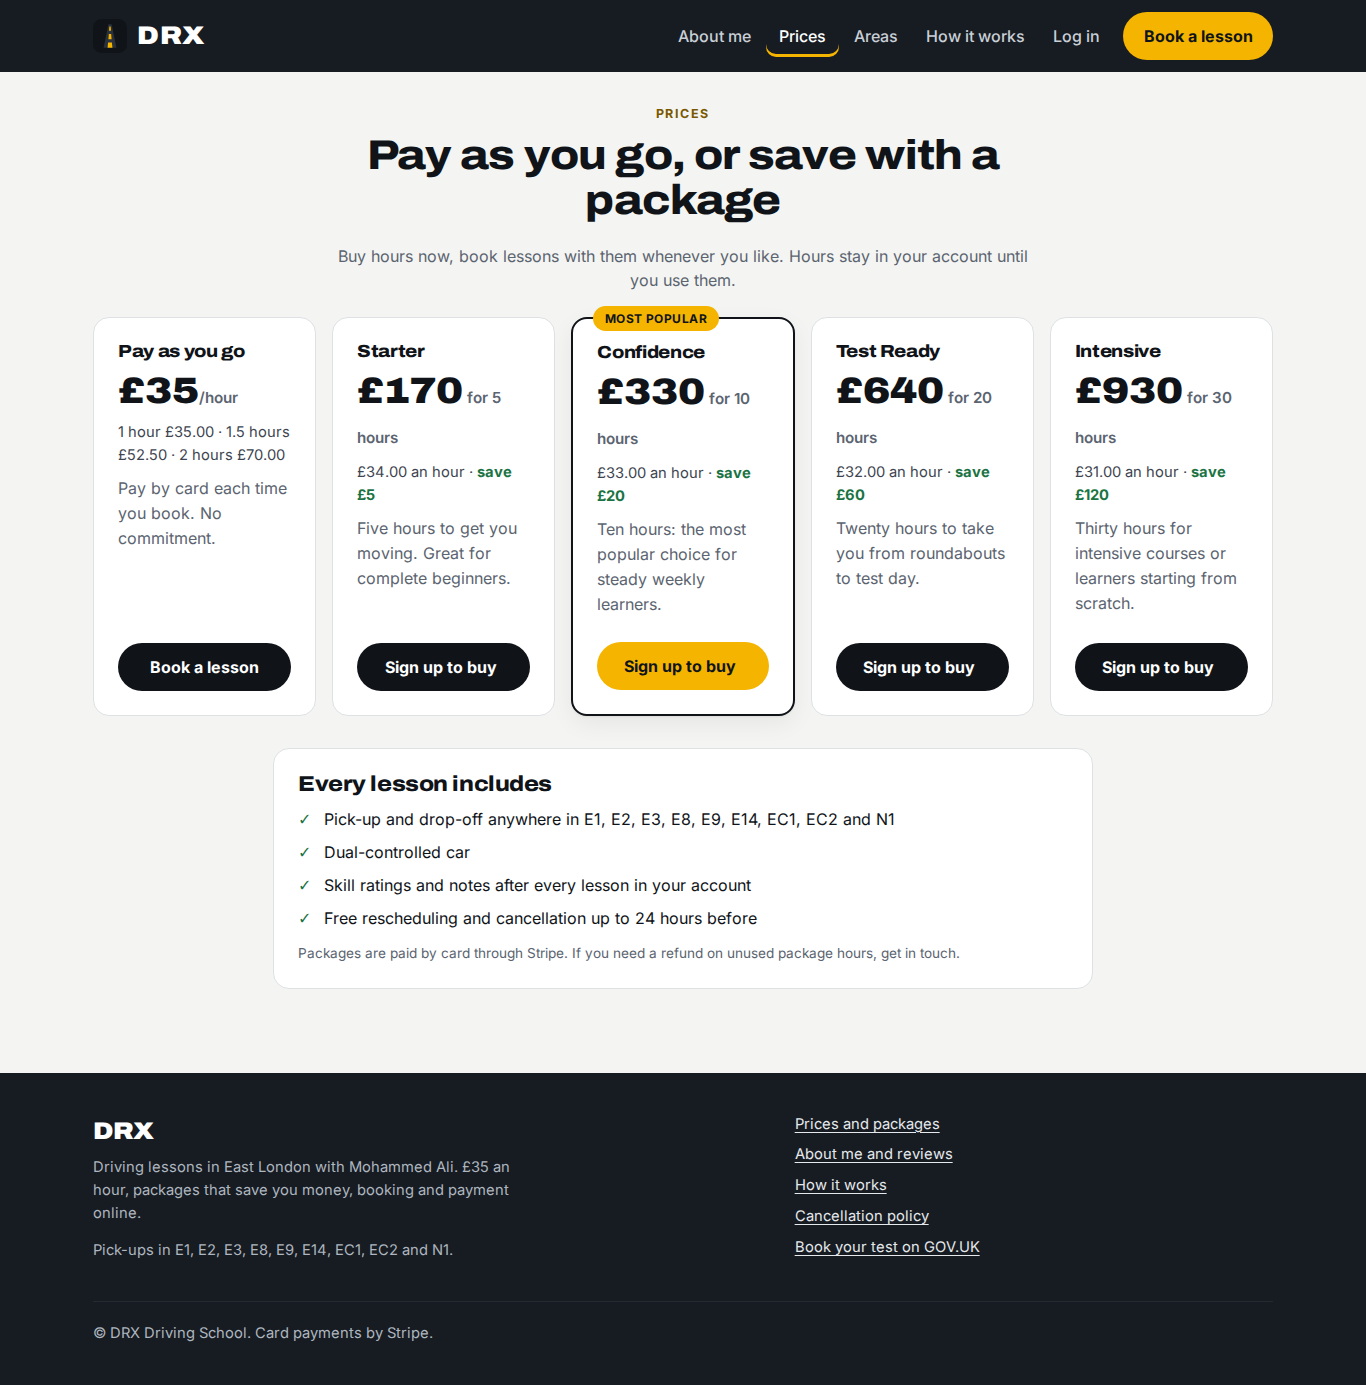 DRX
About me
Prices
Areas
How it works
Log in
Book a lesson
PRICES
Pay as you go, or save with a
package
Buy hours now, book lessons with them whenever you like. Hours stay in your account until
you use them.
Pay as you go
£35/hour
1 hour £35.00 · 1.5 hours
£52.50 · 2 hours £70.00
Pay by card each time
you book. No
commitment.
Book a lesson
Starter
£170 for 5
hours
£34.00 an hour · save
£5
Five hours to get you
moving. Great for
complete beginners.
Sign up to buy
MOST POPULAR
Confidence
£330 for 10
hours
£33.00 an hour · save
£20
Ten hours: the most
popular choice for
steady weekly
learners.
Sign up to buy
Test Ready
£640 for 20
hours
£32.00 an hour · save
£60
Twenty hours to take
you from roundabouts
to test day.
Sign up to buy
Intensive
£930 for 30
hours
£31.00 an hour · save
£120
Thirty hours for
intensive courses or
learners starting from
scratch.
Sign up to buy
Every lesson includes
✓ Pick-up and drop-off anywhere in E1, E2, E3, E8, E9, E14, EC1, EC2 and N1
✓ Dual-controlled car
✓ Skill ratings and notes after every lesson in your account
✓ Free rescheduling and cancellation up to 24 hours before
Packages are paid by card through Stripe. If you need a refund on unused package hours, get in touch.
DRX
Driving lessons in East London with Mohammed Ali. £35 an
hour, packages that save you money, booking and payment
online.
Pick-ups in E1, E2, E3, E8, E9, E14, EC1, EC2 and N1.
Prices and packages
About me and reviews
How it works
Cancellation policy
Book your test on GOV.UK
© DRX Driving School. Card payments by Stripe.